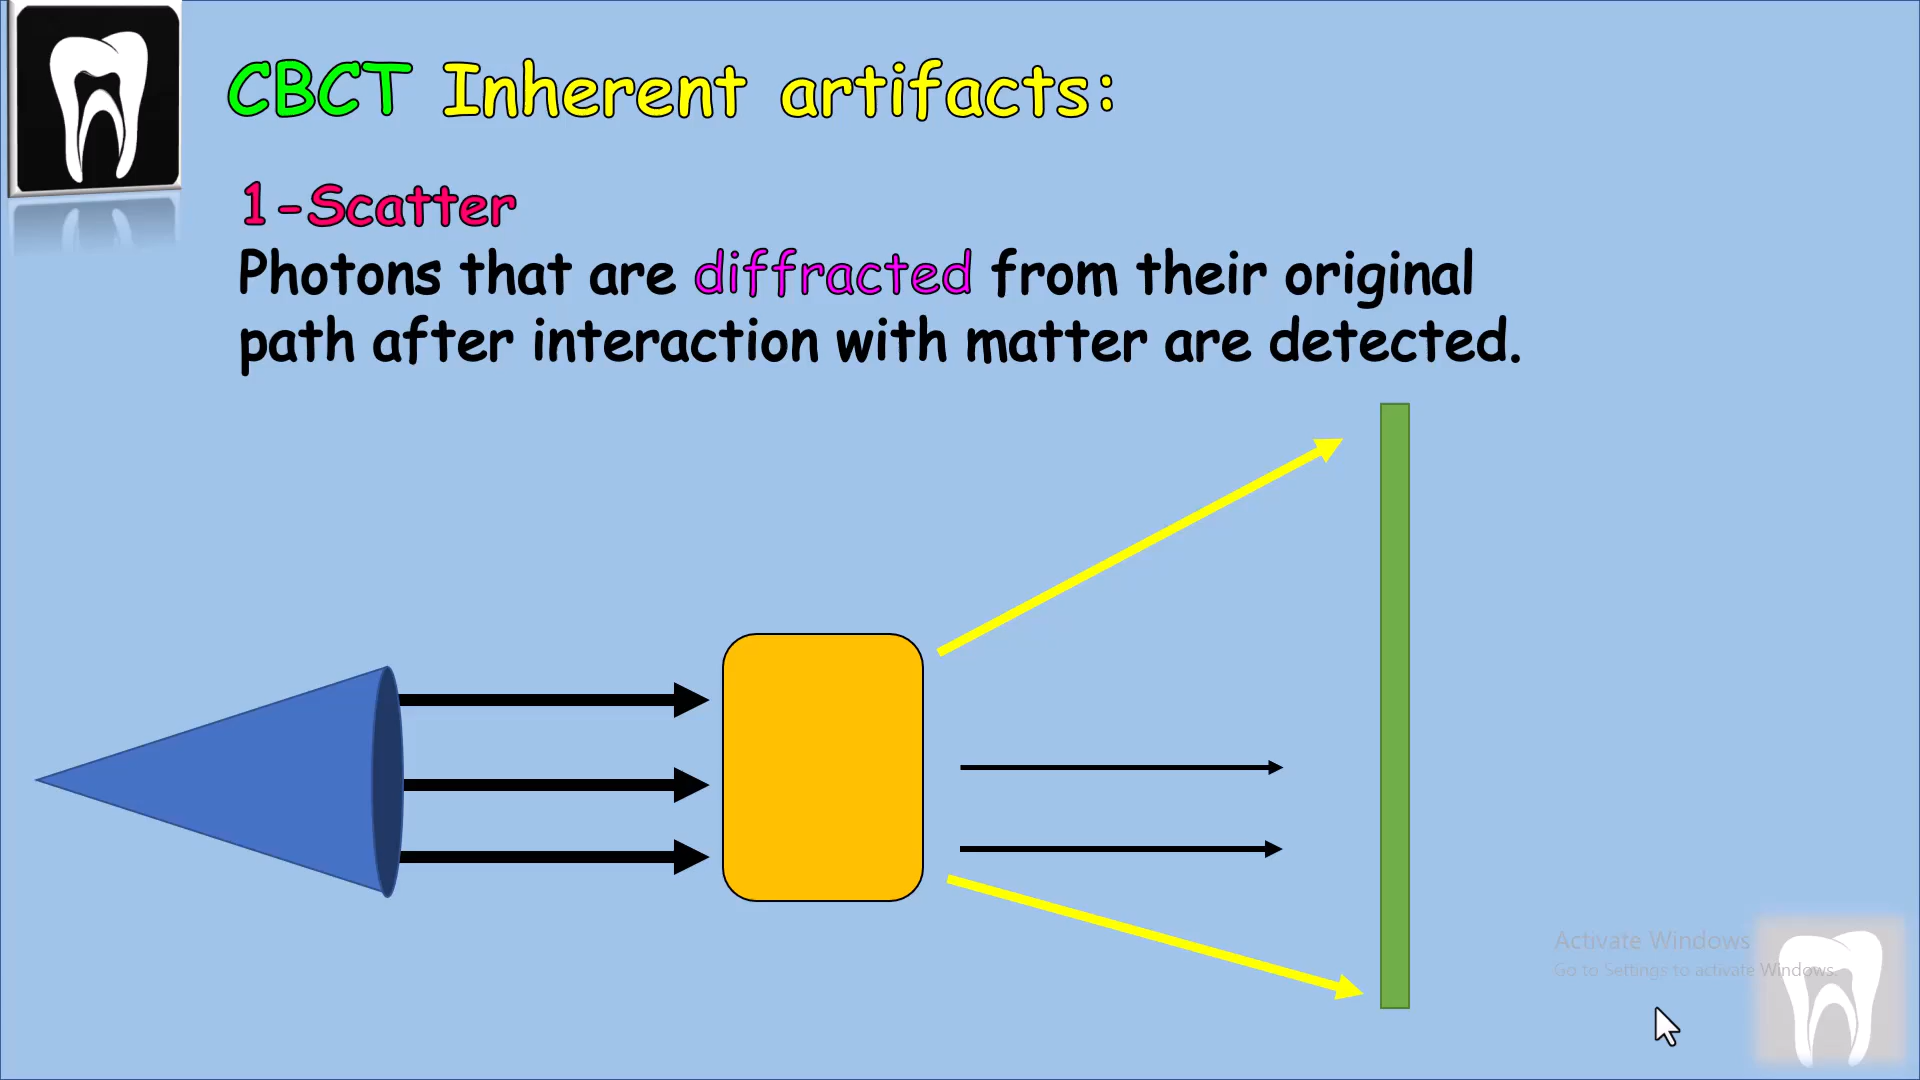 CBCT Inherent artifacts:
1-Scatter
Photons that are diffracted from their original
path after interaction with matter are detected.
Activate Windows
Go to Settings to activate Windows.